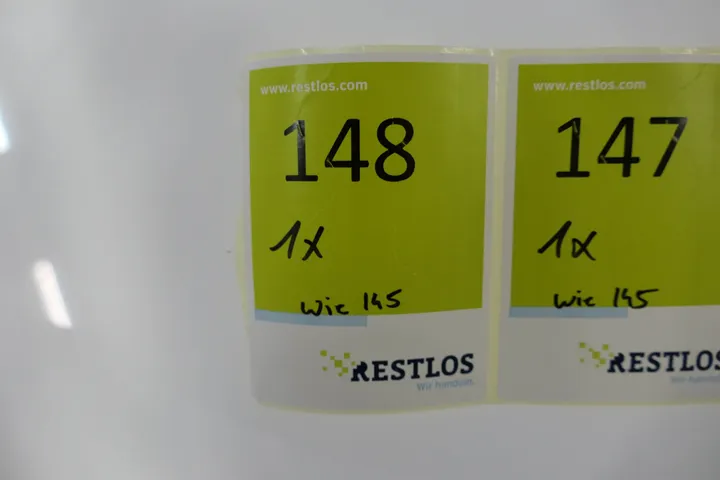 www.restlos.com
148
1x
wie 145
RESTLOS
Wir handeln.
www.restlos.com
147
1x
wie 145
RESTLOS